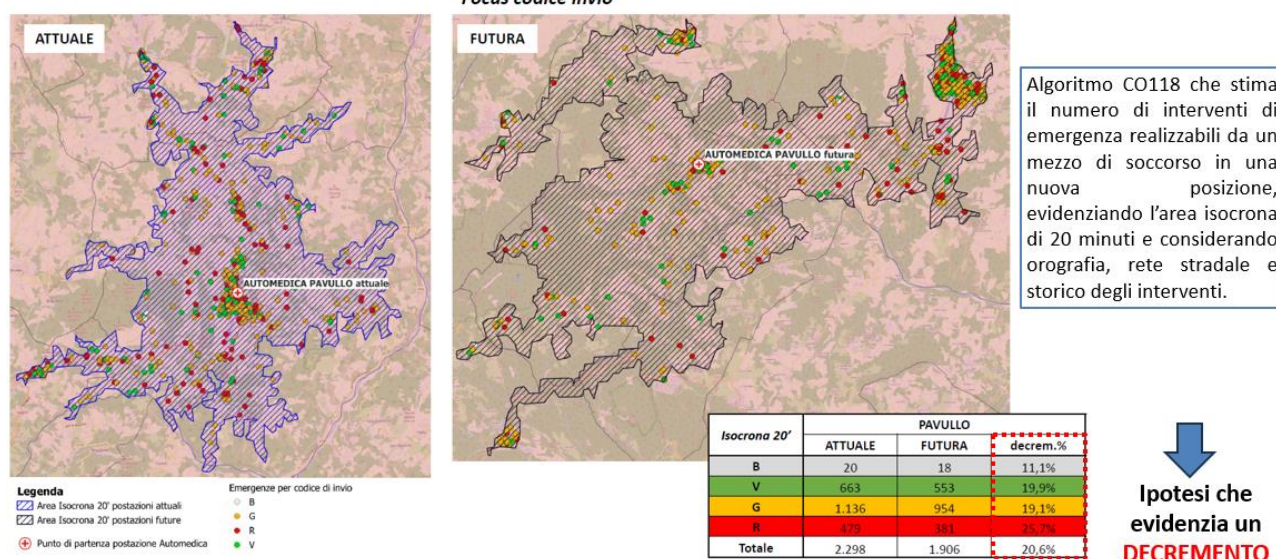 Focus codice invio
ATTUALE
AUTOMEDICA PAVULLO attuale
FUTURA
AUTOMEDICA PAVULLO futura
Algoritmo CO118 che stima
il numero di interventi di
emergenza realizzabili da un
mezzo di soccorso in una
nuova posizione,
evidenziando l’area isocrona
di 20 minuti e considerando
orografia, rete stradale e
storico degli interventi.
Legenda
Area Isocrona 20' postazioni attuali
Area Isocrona 20' postazioni future
Punto di partenza postazione Automedica
Emergenze per codice di invio
B
G
R
V
Isocrona 20’ PAVULLO
ATTUALE FUTURA decrem.%
B 20 18 11,1%
V 663 553 19,9%
G 1.136 954 19,1%
R 479 381 25,7%
Totale 2.298 1.906 20,6%
Ipotesi che
evidenzia un
DECREMENTO